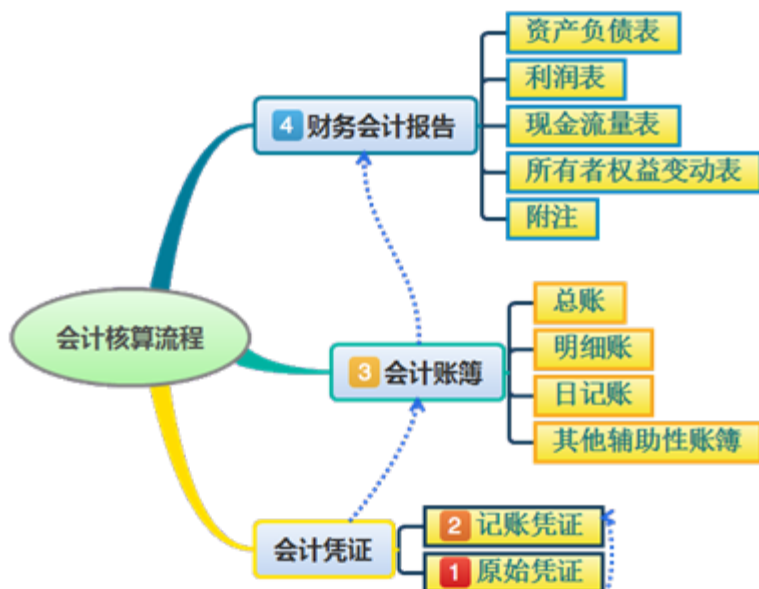 资产负债表
利润表
4 财务会计报告
现金流量表
所有者权益变动表
附注
会计核算流程
总账
3 会计账簿
明细账
日记账
其他辅助性账簿
会计凭证
2 记账凭证
1 原始凭证